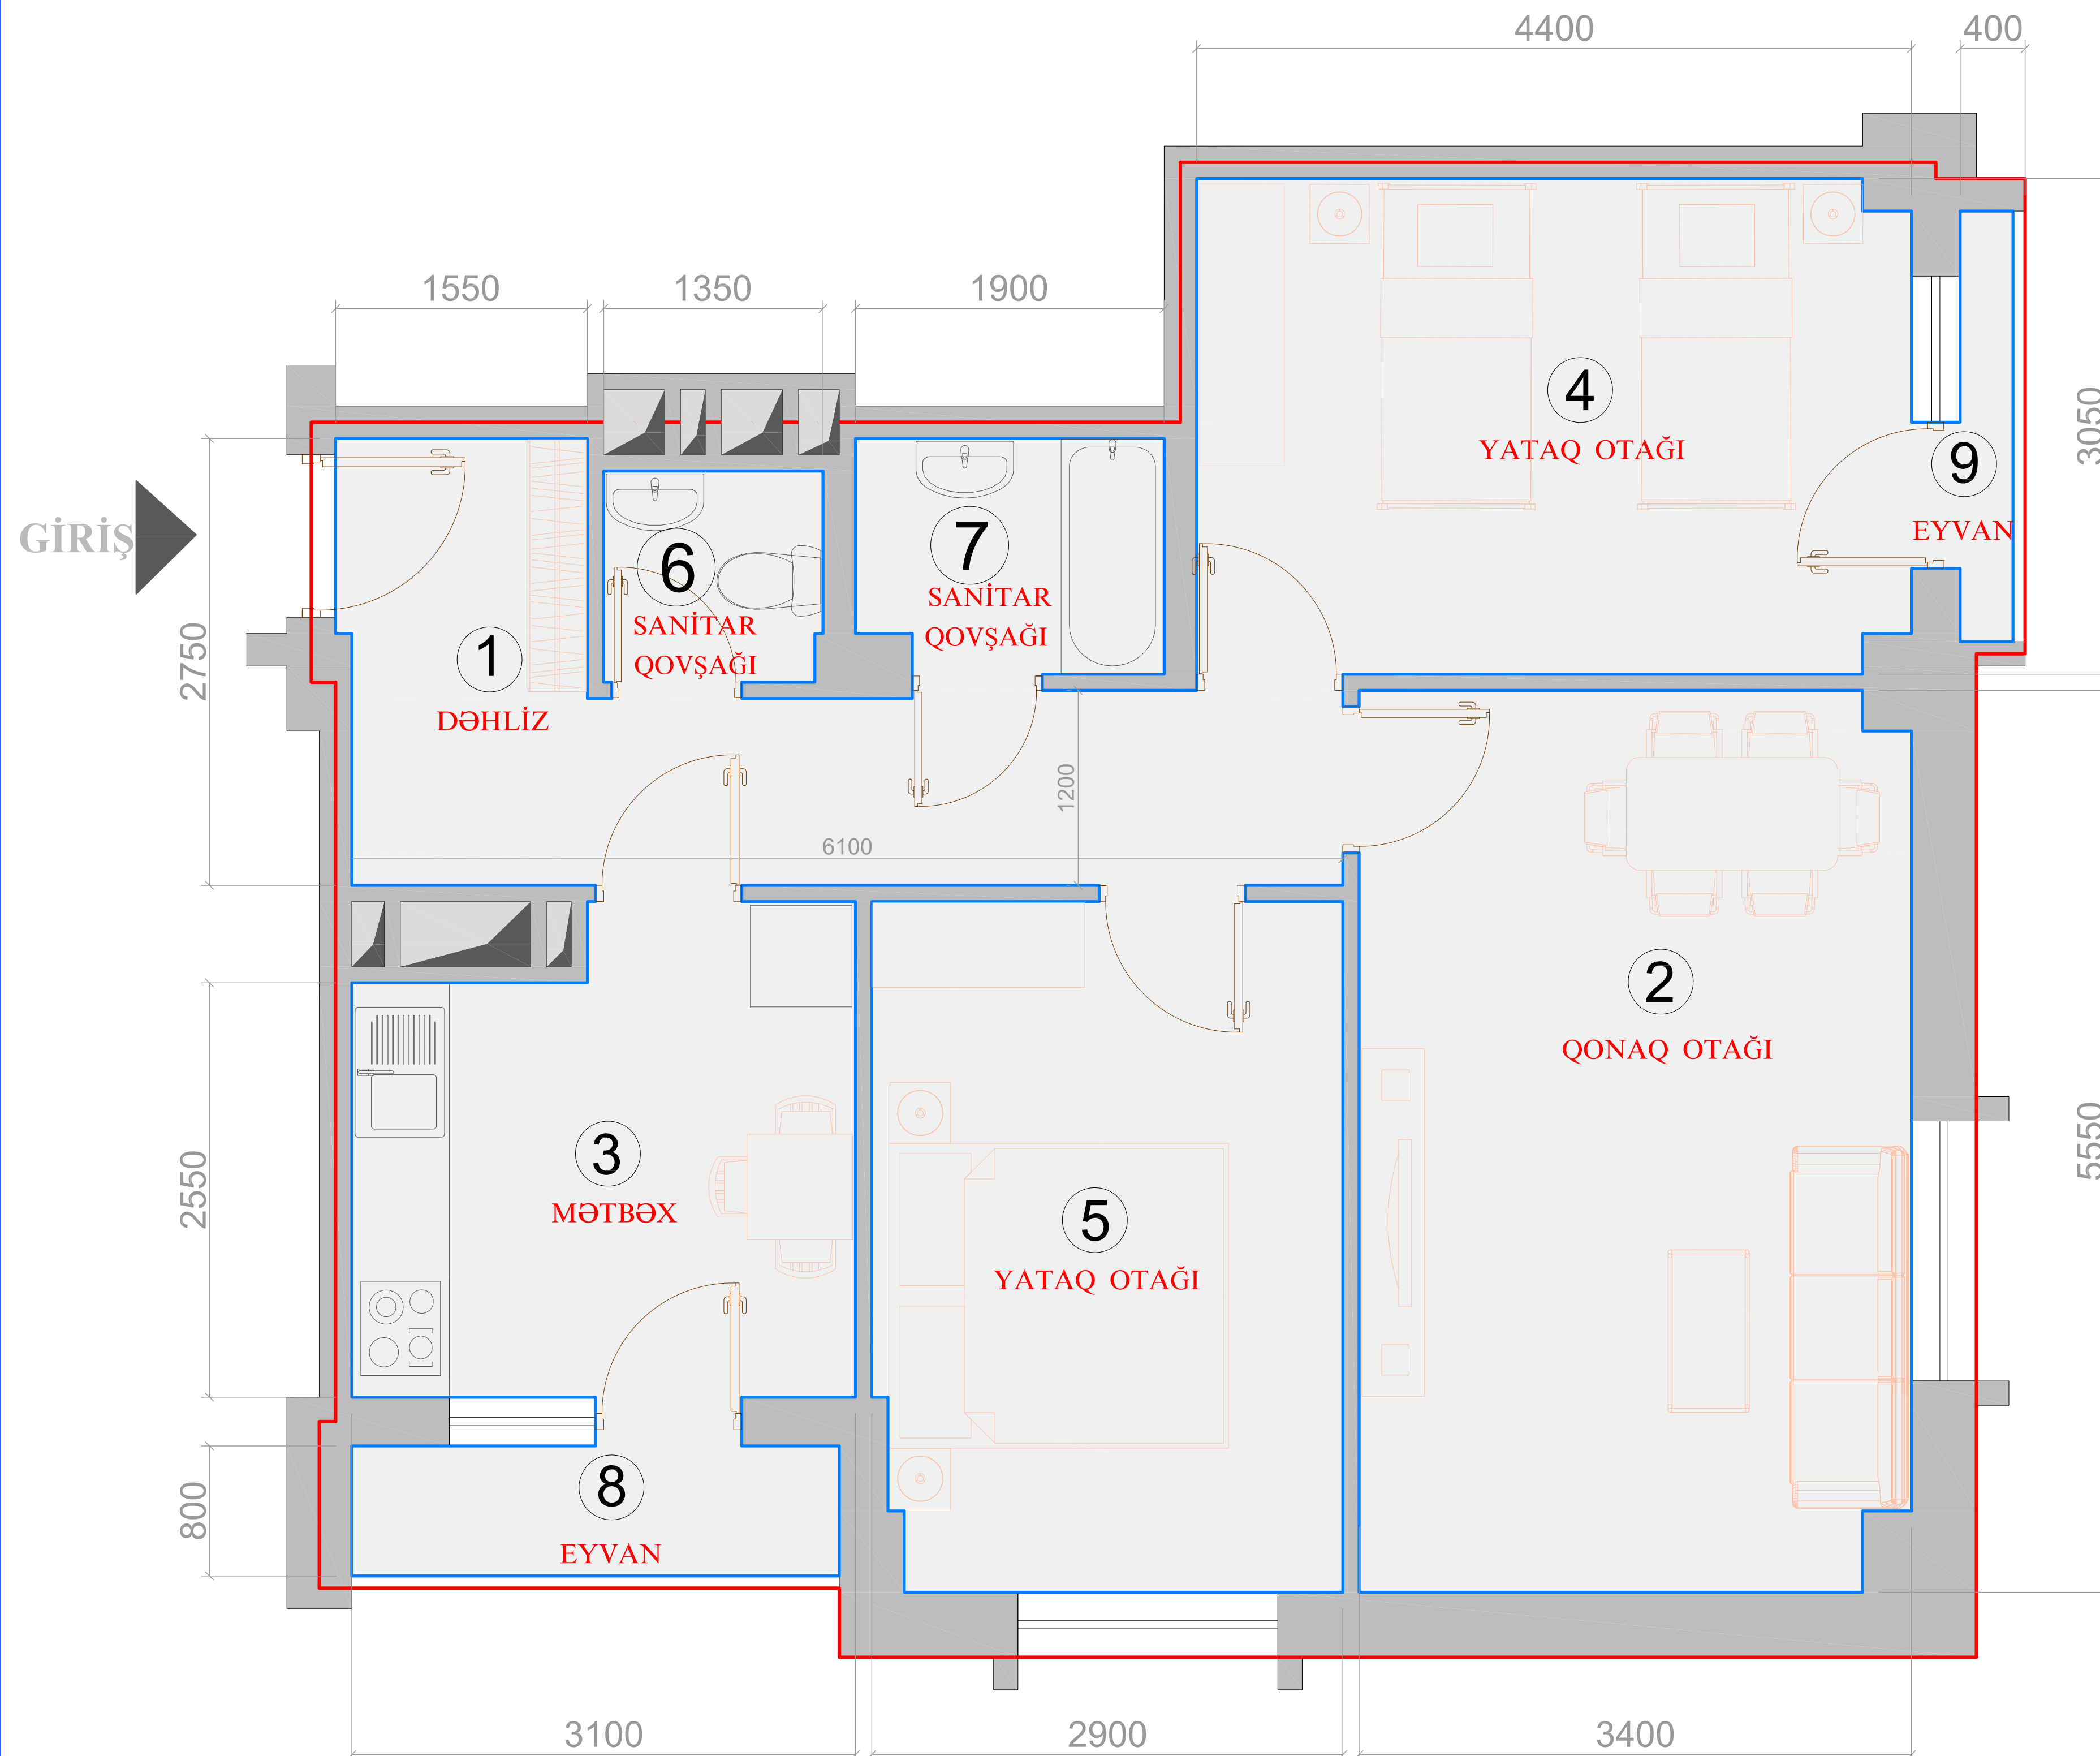 4400
400
1550
1350
1900
4
YATAQ OTAĞI
3050
9
EYVAN
GİRİŞ
7
SANİTAR
QOVŞAĞI
6
SANİTAR
QOVŞAĞI
2750
1
DƏHLİZ
1200
6100
2
QONAQ OTAĞI
3
MƏTBƏX
2550
5
YATAQ OTAĞI
5550
8
EYVAN
800
3100
2900
3400